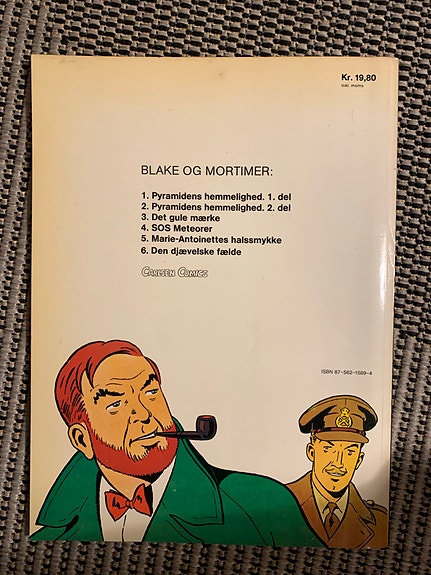 Kr. 19,80
inkl. moms
BLAKE OG MORTIMER:
1. Pyramidens hemmelighed. 1. del
2. Pyramidens hemmelighed. 2. del
3. Det gule mærke
4. SOS Meteorer
5. Marie-Antoinettes halssmykke
6. Den djævelske fælde
CARLSEN COMICS
ISBN 87-562-1589-4